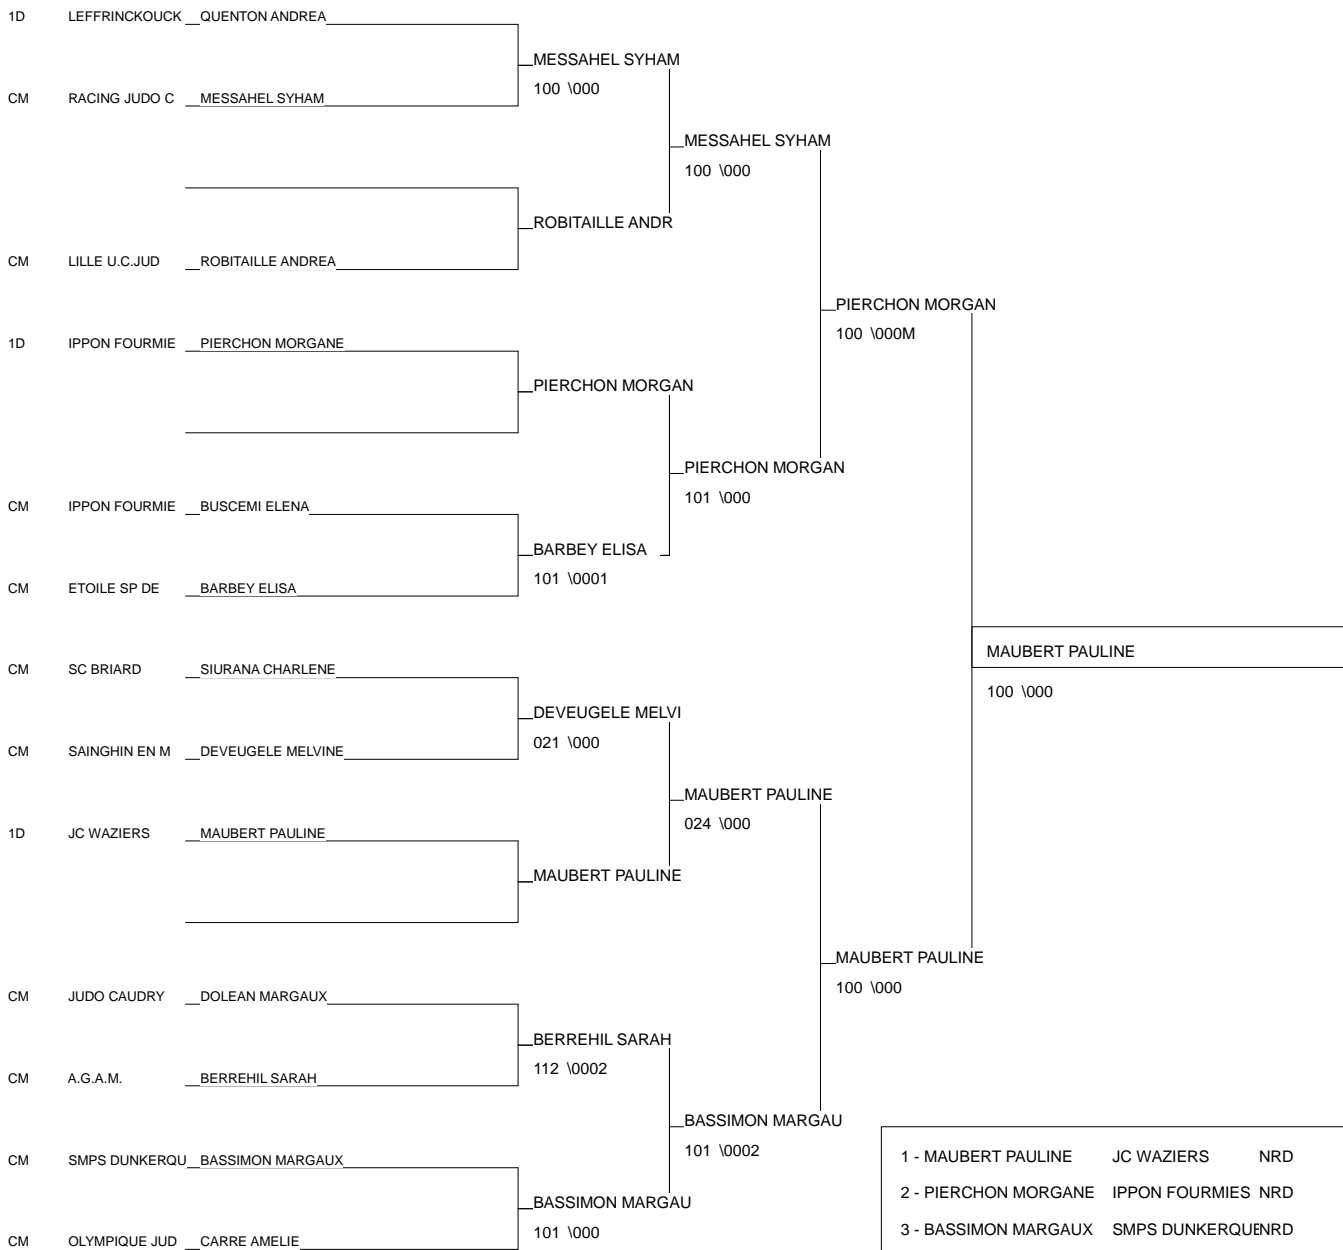 1D LEFFRINCKOUCK QUENTON ANDREA
MESSAHEL SYHAM
100 \000
CM RACING JUDO C MESSAHEL SYHAM
MESSAHEL SYHAM
100 \000
ROBITAILLE ANDR
CM LILLE U.C.JUD ROBITAILLE ANDREA
PIERCHON MORGAN
100 \000M
1D IPPON FOURMIE PIERCHON MORGANE
PIERCHON MORGAN
PIERCHON MORGAN
101 \000
CM IPPON FOURMIE BUSCEMI ELENA
BARBEY ELISA
101 \0001
CM ETOILE SP DE BARBEY ELISA
MAUBERT PAULINE
100 \000
CM SC BRIARD SIURANA CHARLENE
DEVEUGELE MELVI
021 \000
CM SAINGHIN EN M DEVEUGELE MELVINE
MAUBERT PAULINE
024 \000
1D JC WAZIERS MAUBERT PAULINE
MAUBERT PAULINE
MAUBERT PAULINE
100 \000
CM JUDO CAUDRY DOLEAN MARGAUX
BERREHIL SARAH
112 \0002
CM A.G.A.M. BERREHIL SARAH
BASSIMON MARGAU
101 \0002
CM SMPS DUNKERQU BASSIMON MARGAUX
BASSIMON MARGAU
101 \000
CM OLYMPIQUE JUD CARRE AMELIE
1 - MAUBERT PAULINE JC WAZIERS NRD
2 - PIERCHON MORGANE IPPON FOURMIES NRD
3 - BASSIMON MARGAUX SMPS DUNKERQUENRD